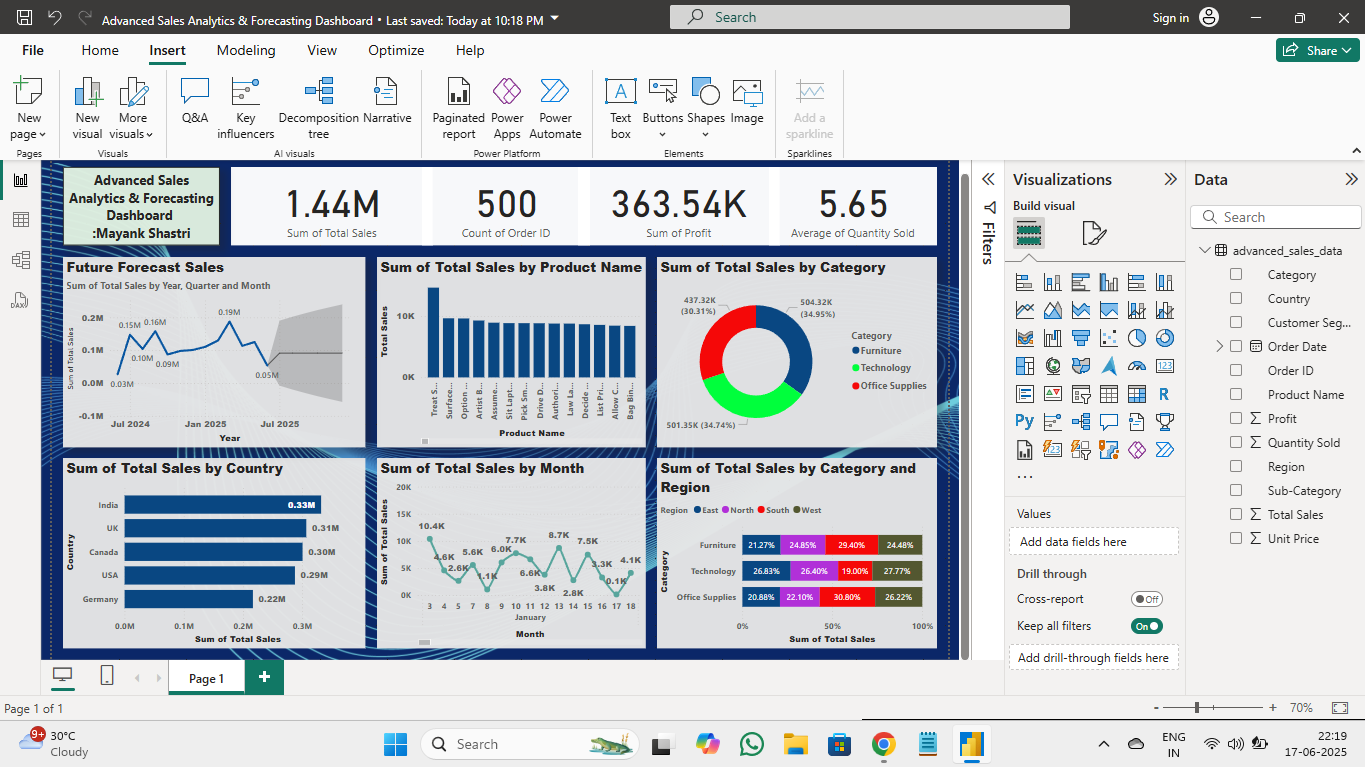 Advanced Sales Analytics & Forecasting Dashboard • Last saved: Today at 10:18 PM
Search
Sign in
File Home Insert Modeling View Optimize Help
Share
New page
New visual
More visuals
Q&A
Key influencers
Decomposition tree
Narrative
Paginated report
Power Apps
Power Automate
Text box
Buttons
Shapes
Image
Add a sparkline
Pages
Visuals
AI visuals
Power Platform
Elements
Sparklines
Advanced Sales
Analytics & Forecasting
Dashboard
:Mayank Shastri
1.44M
Sum of Total Sales
500
Count of Order ID
363.54K
Sum of Profit
5.65
Average of Quantity Sold
Future Forecast Sales
Sum of Total Sales by Year, Quarter and Month
Sum of Total Sales
0.2M
0.1M
0.0M
-0.1M
0.03M
0.15M
0.10M
0.16M
0.09M
0.19M
0.05M
Jul 2024 Jan 2025 Jul 2025
Year
Sum of Total Sales by Product Name
Total Sales
10K
0K
Treat S...
Surface...
Option ...
Artist B...
Assume...
Sit Lapt...
Pick Sm...
Drive D...
Authori...
Law La...
Decide ...
List Pri...
Allow C...
Bag Bin...
Product Name
Sum of Total Sales by Category
437.32K
(30.31%)
504.32K
(34.95%)
501.35K (34.74%)
Category
Furniture
Technology
Office Supplies
Sum of Total Sales by Country
Country
India 0.33M
UK 0.31M
Canada 0.30M
USA 0.29M
Germany 0.22M
0.0M 0.1M 0.2M 0.3M
Sum of Total Sales
Sum of Total Sales by Month
Sum of Total Sales
20K
15K
10K
5K
0K
10.4K
4.6K
2.6K
5.6K
1.1K
6.0K
7.7K
6.6K
3.8K
8.7K
2.8K
7.5K
3.3K
0.1K
4.1K
3 4 5 6 7 8 9 10 11 12 13 14 15 16 17 18
January
Month
Sum of Total Sales by Category and
Region
Region East North South West
Category
Furniture 21.27% 24.85% 29.40% 24.48%
Technology 26.83% 26.40% 19.00% 27.77%
Office Supplies 20.88% 22.10% 30.80% 26.22%
0% 50% 100%
Sum of Total Sales
Filters
Visualizations
Build visual
R
Py
123
...
Values
Add data fields here
Drill through
Cross-report Off
Keep all filters On
Add drill-through fields here
Data
Search
advanced_sales_data
Category
Country
Customer Seg...
Order Date
Order ID
Product Name
Profit
Quantity Sold
Region
Sub-Category
Total Sales
Unit Price
Page 1
Page 1 of 1
- + 70%
9+
30°C
Cloudy
Search
ENG
IN
22:19
17-06-2025